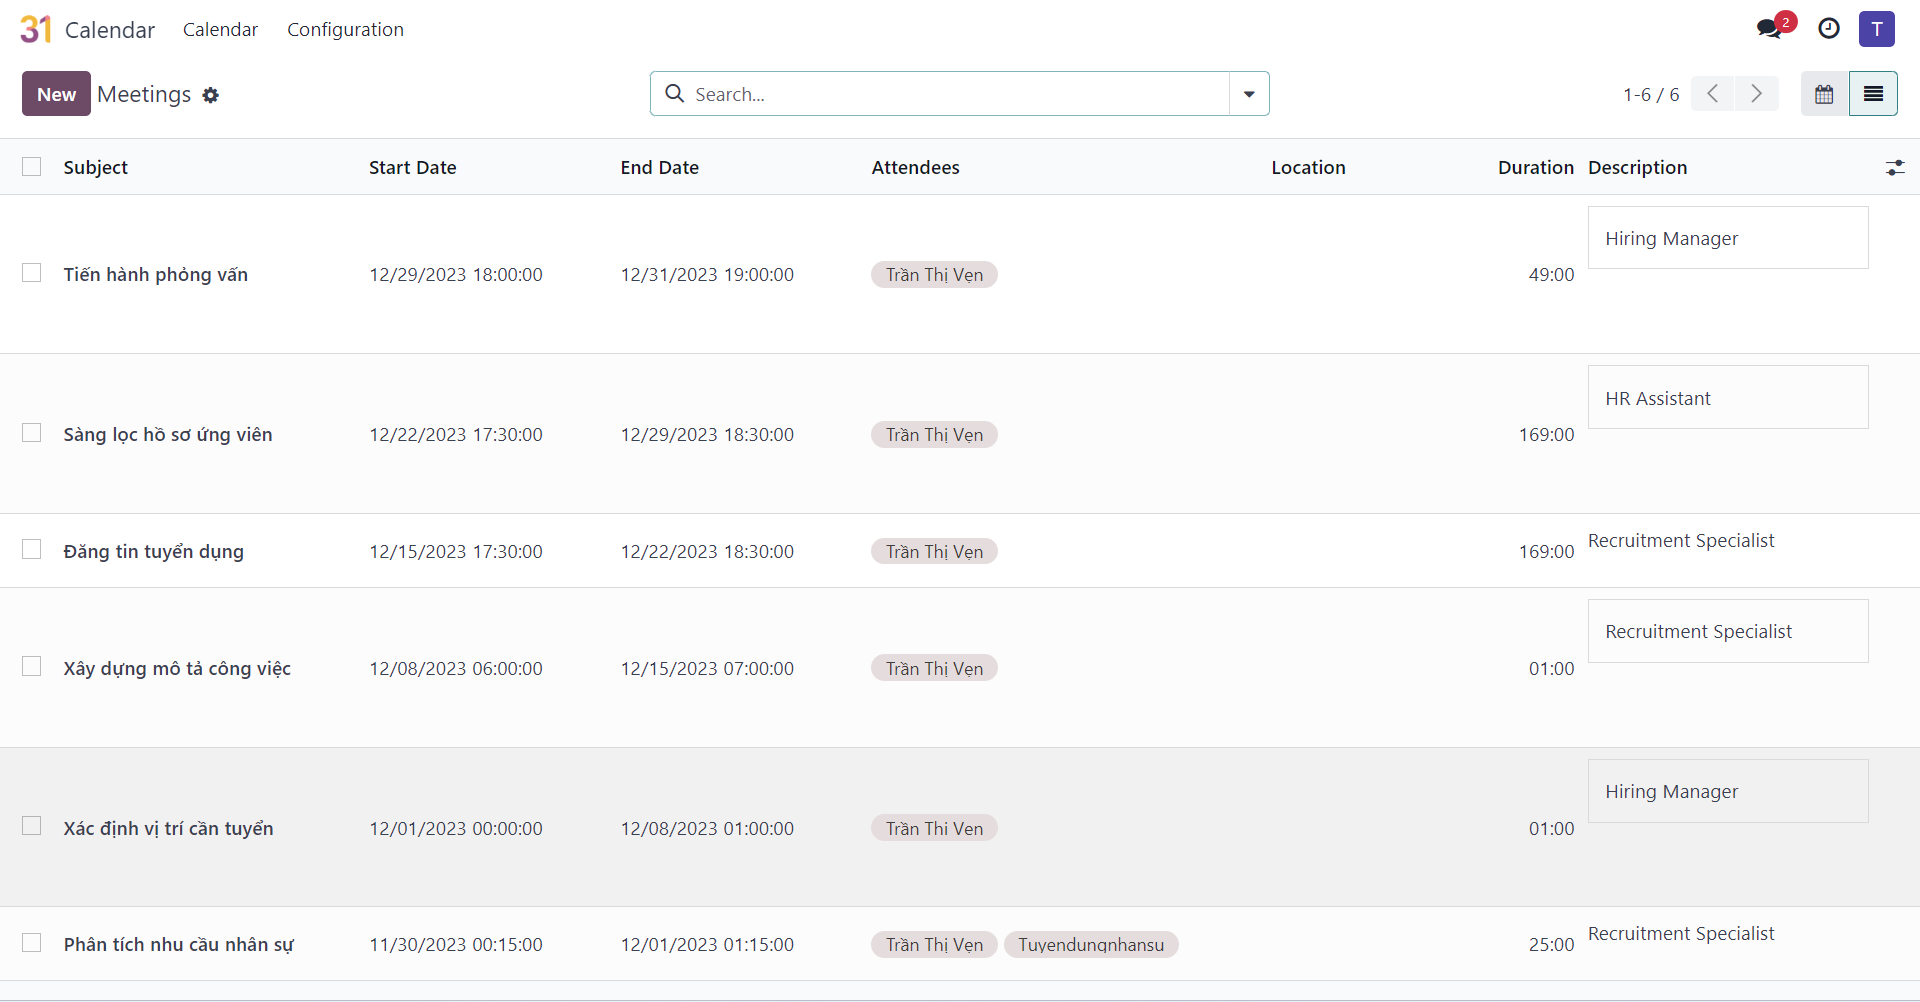 31 Calendar Calendar Configuration 2 T
New Meetings Search... 1-6 / 6
Subject Start Date End Date Attendees Location Duration Description
Tiến hành phỏng vấn 12/29/2023 18:00:00 12/31/2023 19:00:00 Trần Thị Vẹn 49:00 Hiring Manager
Sàng lọc hồ sơ ứng viên 12/22/2023 17:30:00 12/29/2023 18:30:00 Trần Thị Vẹn 169:00 HR Assistant
Đăng tin tuyển dụng 12/15/2023 17:30:00 12/22/2023 18:30:00 Trần Thị Vẹn 169:00 Recruitment Specialist
Xây dựng mô tả công việc 12/08/2023 06:00:00 12/15/2023 07:00:00 Trần Thị Vẹn 01:00 Recruitment Specialist
Xác định vị trí cần tuyển 12/01/2023 00:00:00 12/08/2023 01:00:00 Trần Thị Vẹn 01:00 Hiring Manager
Phân tích nhu cầu nhân sự 11/30/2023 00:15:00 12/01/2023 01:15:00 Trần Thị Vẹn Tuyendungnhansu 25:00 Recruitment Specialist